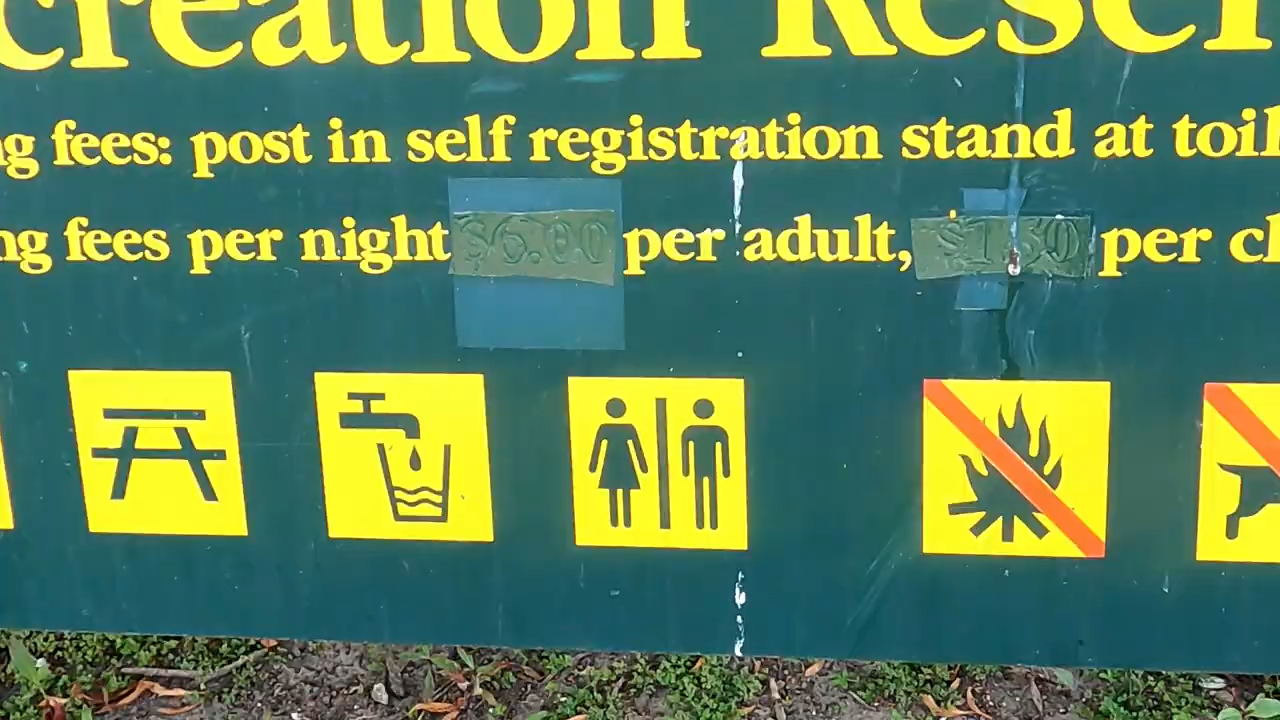 creation Reser
ng fees: post in self registration stand at toil
ng fees per night $6.00 per adult, $1.50 per ch